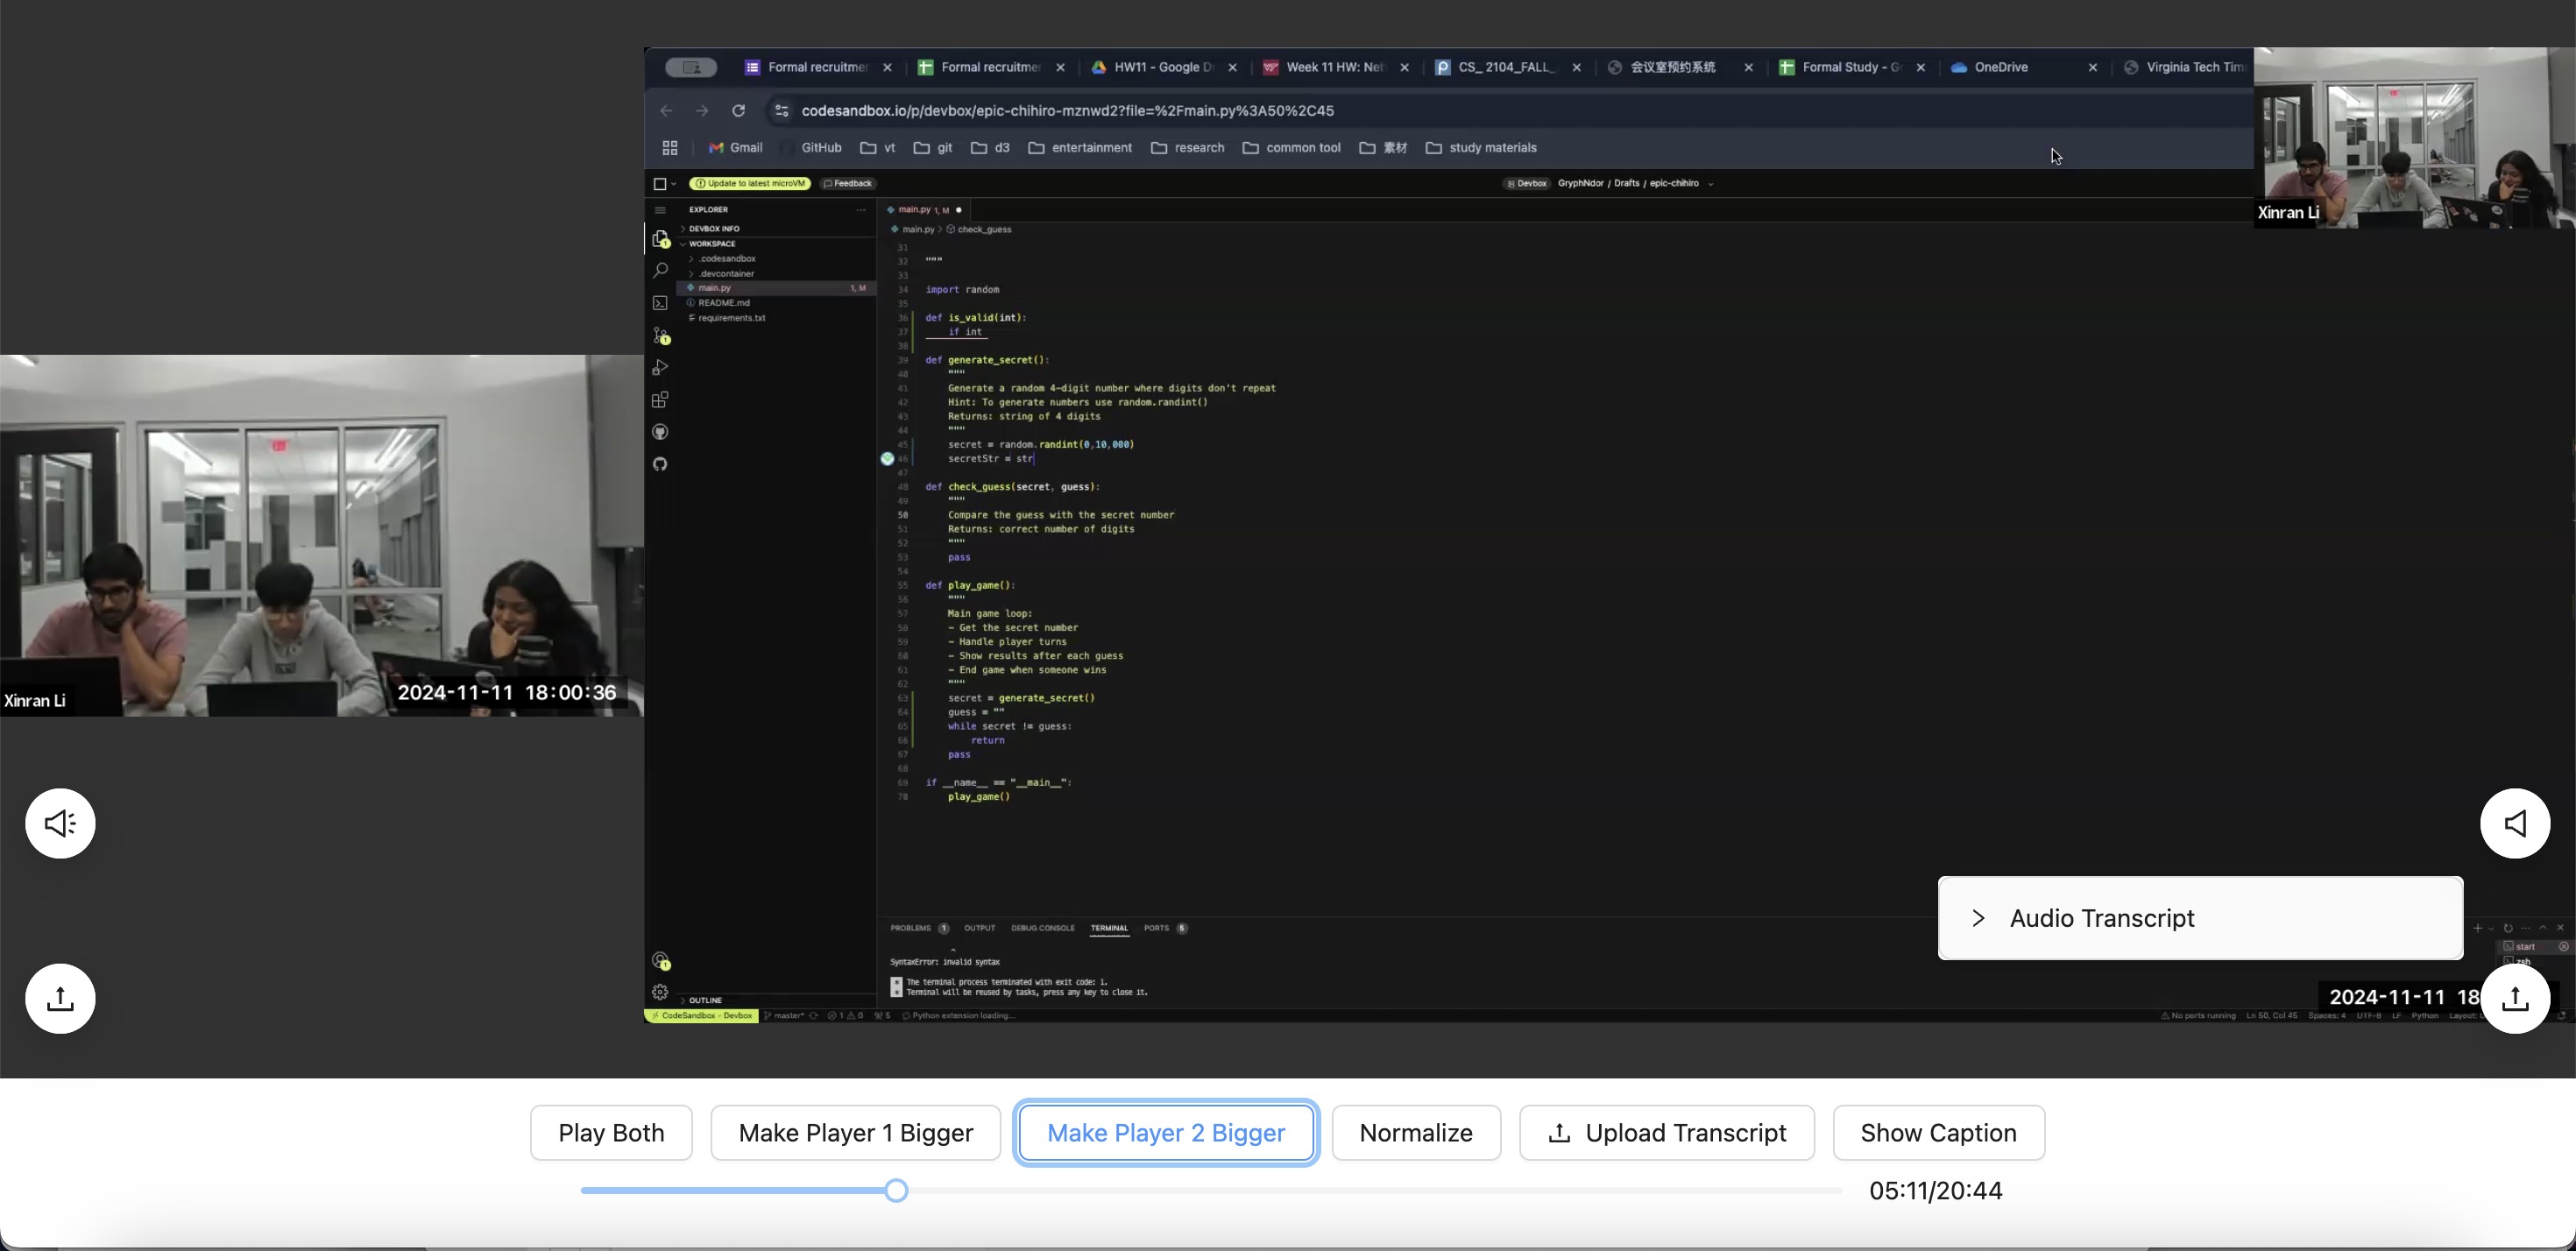 Formal recruitme
Formal recruitme
HW11 - Google D
Week 11 HW: Net
CS_ 2104_FALL_
会议室预约系统
Formal Study - G
OneDrive
Virginia Tech Tim
codesandbox.io/p/devbox/epic-chihiro-mznwd2?file=%2Fmain.py%3A50%2C45
Gmail
GitHub
vt
git
d3
entertainment
research
common tool
素材
study materials
Xinran Li
Update to latest microVM
Feedback
Devbox
GryphNdor / Drafts / epic-chihiro
EXPLORER
DEVBOX INFO
WORKSPACE
.codesandbox
.devcontainer
main.py 1, M
README.md
requirements.txt
OUTLINE
main.py 1, M
main.py > check_guess
31
32 """
33
34 import random
35
36 def is_valid(int):
37 if int
38
39 def generate_secret():
40 """
41 Generate a random 4-digit number where digits don't repeat
42 Hint: To generate numbers use random.randint()
43 Returns: string of 4 digits
44 """
45 secret = random.randint(0,10,000)
46 secretStr = str
47
48 def check_guess(secret, guess):
49 """
50 Compare the guess with the secret number
51 Returns: correct number of digits
52 """
53 pass
54
55 def play_game():
56 """
57 Main game loop:
58 - Get the secret number
59 - Handle player turns
60 - Show results after each guess
61 - End game when someone wins
62 """
63 secret = generate_secret()
64 guess = ""
65 while secret != guess:
66 return
67 pass
68
69 if __name__ == "__main__":
70 play_game()
PROBLEMS 1
OUTPUT
DEBUG CONSOLE
TERMINAL
PORTS 6
^
SyntaxError: invalid syntax
* The terminal process terminated with exit code: 1.
* Terminal will be reused by tasks, press any key to close it.
start
zsh
CodeSandbox - Devbox
master*
1 0
5
Python extension loading...
No ports running
Ln 50, Col 45
Spaces: 4
UTF-8
LF
Python
Layout:
Xinran Li
2024-11-11 18:00:36
2024-11-11 18
Audio Transcript
Play Both
Make Player 1 Bigger
Make Player 2 Bigger
Normalize
Upload Transcript
Show Caption
05:11/20:44